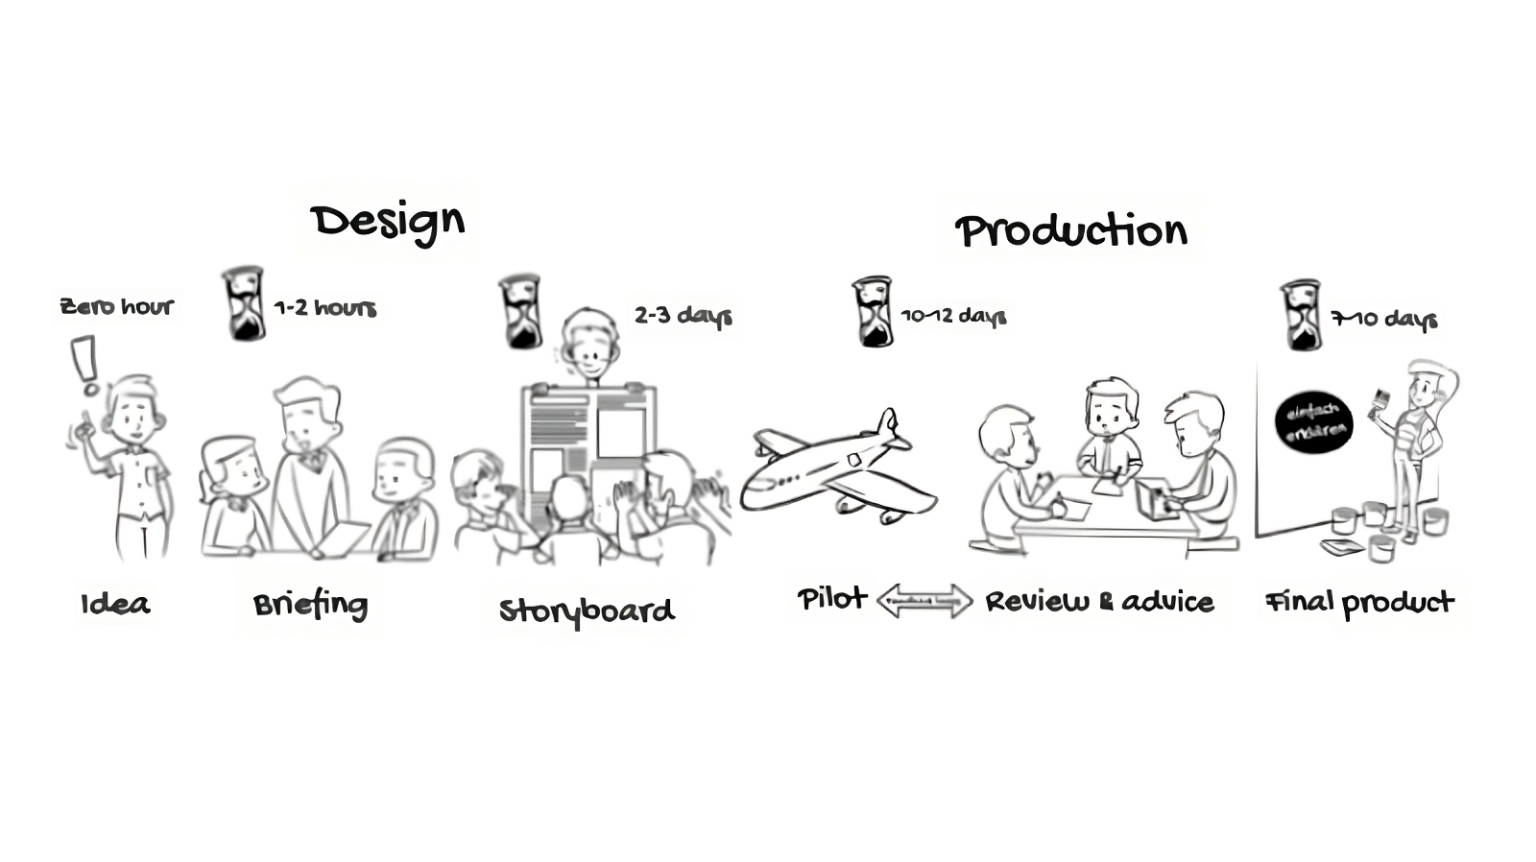 Design
Production
Zero hour
1-2 hours
2-3 days
10-12 days
7-10 days
!
einfach
erklären
Idea
Briefing
Storyboard
Pilot
Review & advice
Final product